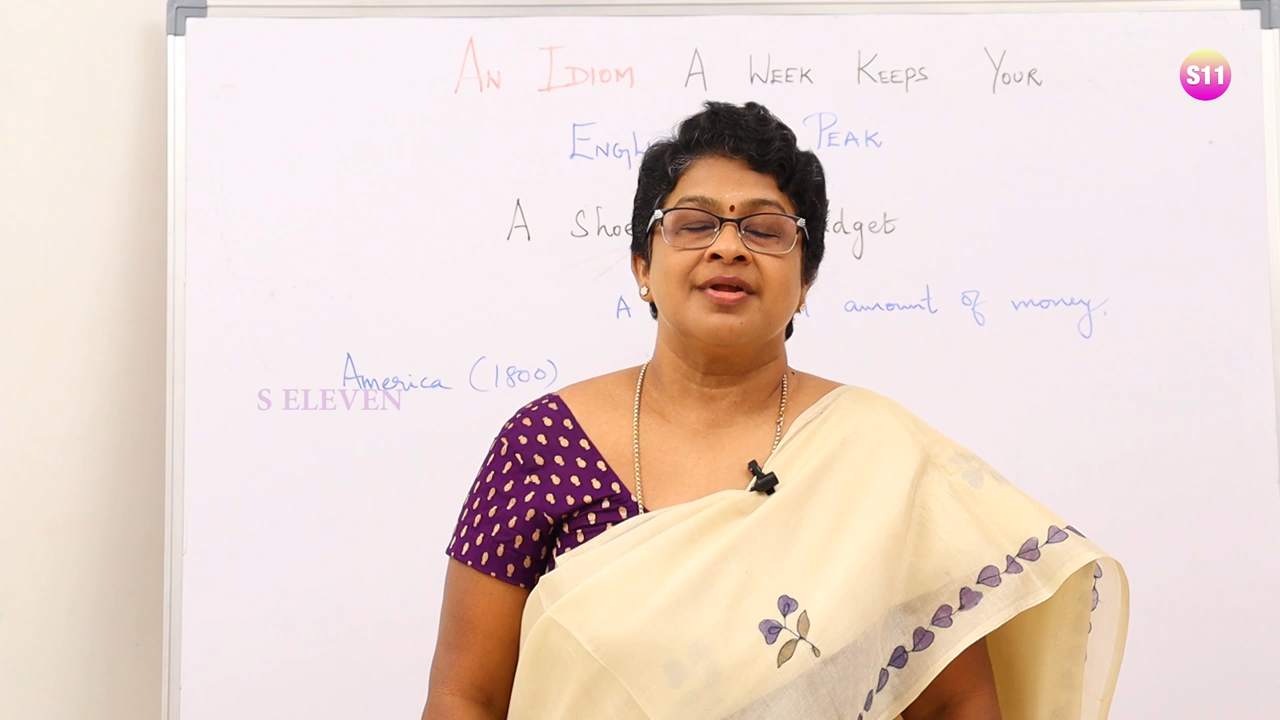 AN IDIOM A WEEK KEEPS YOUR
S11
PEAK
A
A amount of money.
America (1800)
S ELEVEN